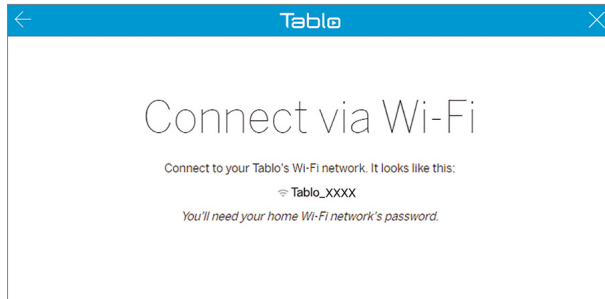 Tablo
Connect via Wi-Fi
Connect to your Tablo's Wi-Fi network. It looks like this:
Tablo_XXXX
You'll need your home Wi-Fi network's password.